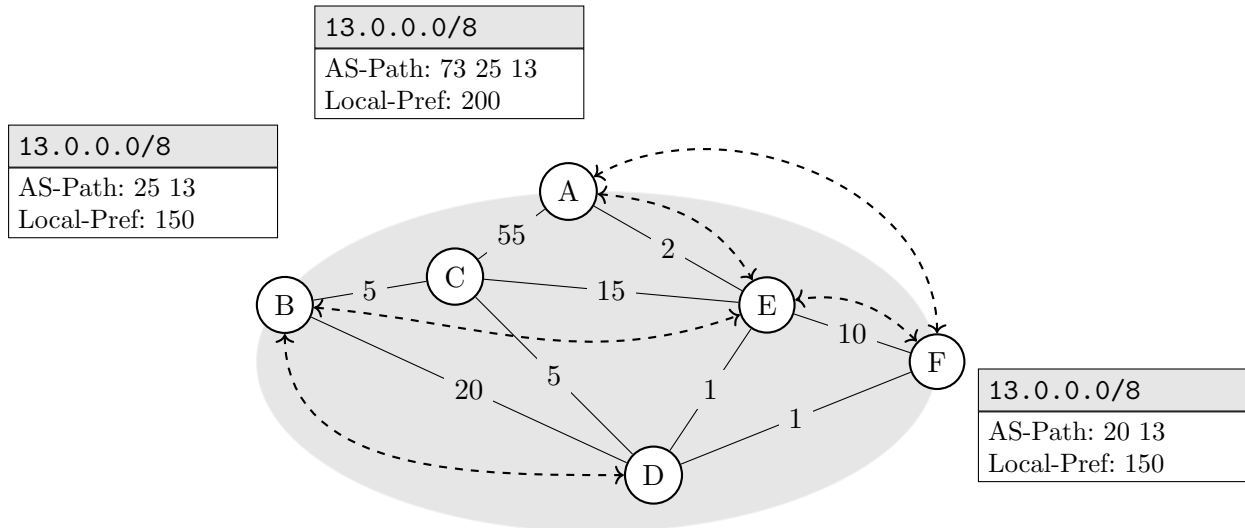 13.0.0.0/8
AS-Path: 73 25 13
Local-Pref: 200
13.0.0.0/8
AS-Path: 25 13
Local-Pref: 150
A
55
2
C
5
15
B
E
10
F
5
20
1
1
D
13.0.0.0/8
AS-Path: 20 13
Local-Pref: 150